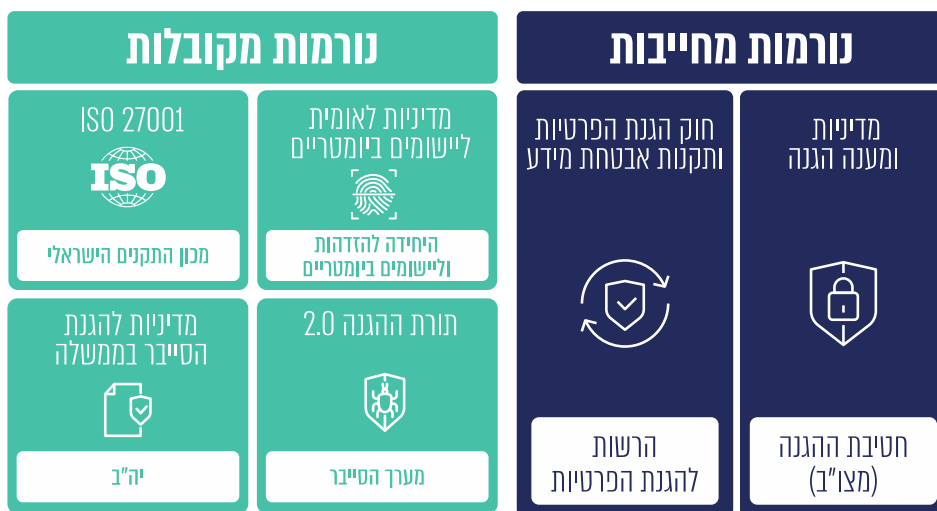 נורמות מחייבות
מדיניות
ומענה הגנה
חטיבת ההגנה
(מצו"ב)
חוק הגנת הפרטיות
ותקנות אבטחת מידע
הרשות
להגנת הפרטיות
נורמות מקובלות
מדיניות לאומית
ליישומים ביומטריים
היחידה להזדהות
וליישומים ביומטריים
ISO 27001
ISO
מכון התקנים הישראלי
תורת ההגנה 2.0
מערך הסייבר
מדיניות להגנת
הסייבר בממשלה
יה"ב